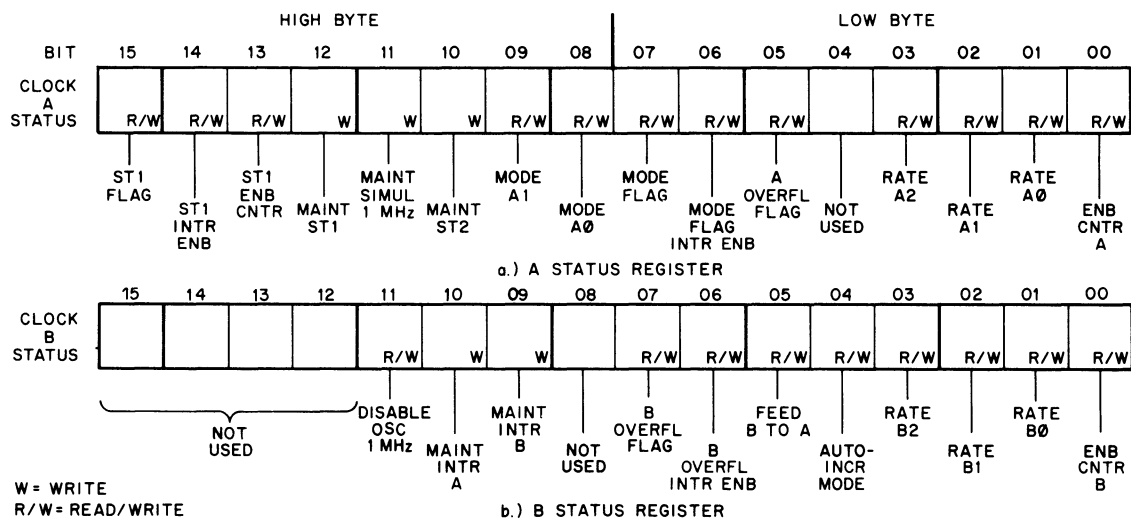 HIGH BYTE LOW BYTE
BIT 15 14 13 12 11 10 09 08 07 06 05 04 03 02 01 00
CLOCK
A
STATUS
R/W R/W R/W W W W R/W R/W R/W R/W R/W R/W R/W R/W R/W
ST1
FLAG
ST1
INTR
ENB
ST1
ENB
CNTR
MAINT
ST1
MAINT
SIMUL
1 MHz
MAINT
ST2
MODE
A1
MODE
AØ
MODE
FLAG
MODE
FLAG
INTR ENB
A
OVERFL
FLAG
NOT
USED
RATE
A2
RATE
A1
RATE
AØ
ENB
CNTR
A
a.) A STATUS REGISTER
15 14 13 12 11 10 09 08 07 06 05 04 03 02 01 00
CLOCK
B
STATUS
R/W W W R/W R/W R/W R/W R/W R/W R/W R/W
NOT
USED
DISABLE
OSC
1 MHz
MAINT
INTR
A
MAINT
INTR
B
NOT
USED
B
OVERFL
FLAG
B
OVERFL
INTR ENB
FEED
B TO A
AUTO-
INCR
MODE
RATE
B2
RATE
B1
RATE
BØ
ENB
CNTR
B
W = WRITE
R/W = READ/WRITE
b.) B STATUS REGISTER